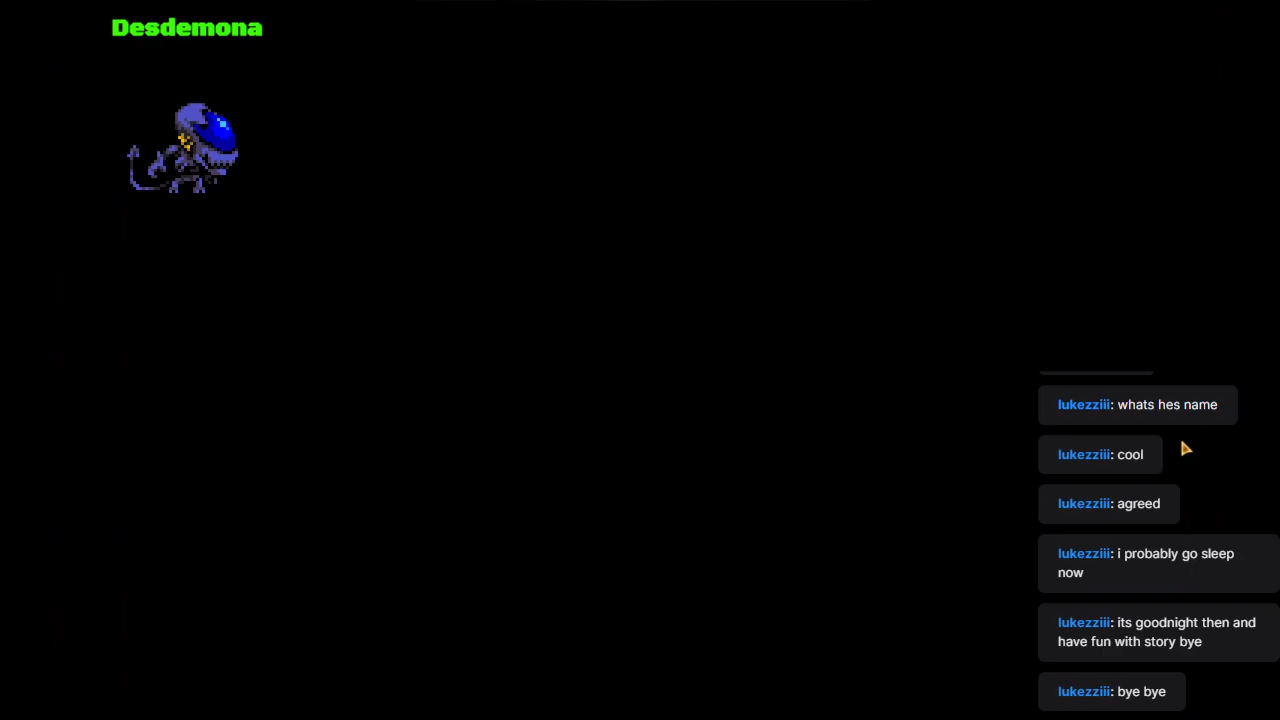 Desdemona
lukezziii: whats hes name
lukezziii: cool
lukezziii: agreed
lukezziii: i probably go sleep
now
lukezziii: its goodnight then and
have fun with story bye
lukezziii: bye bye